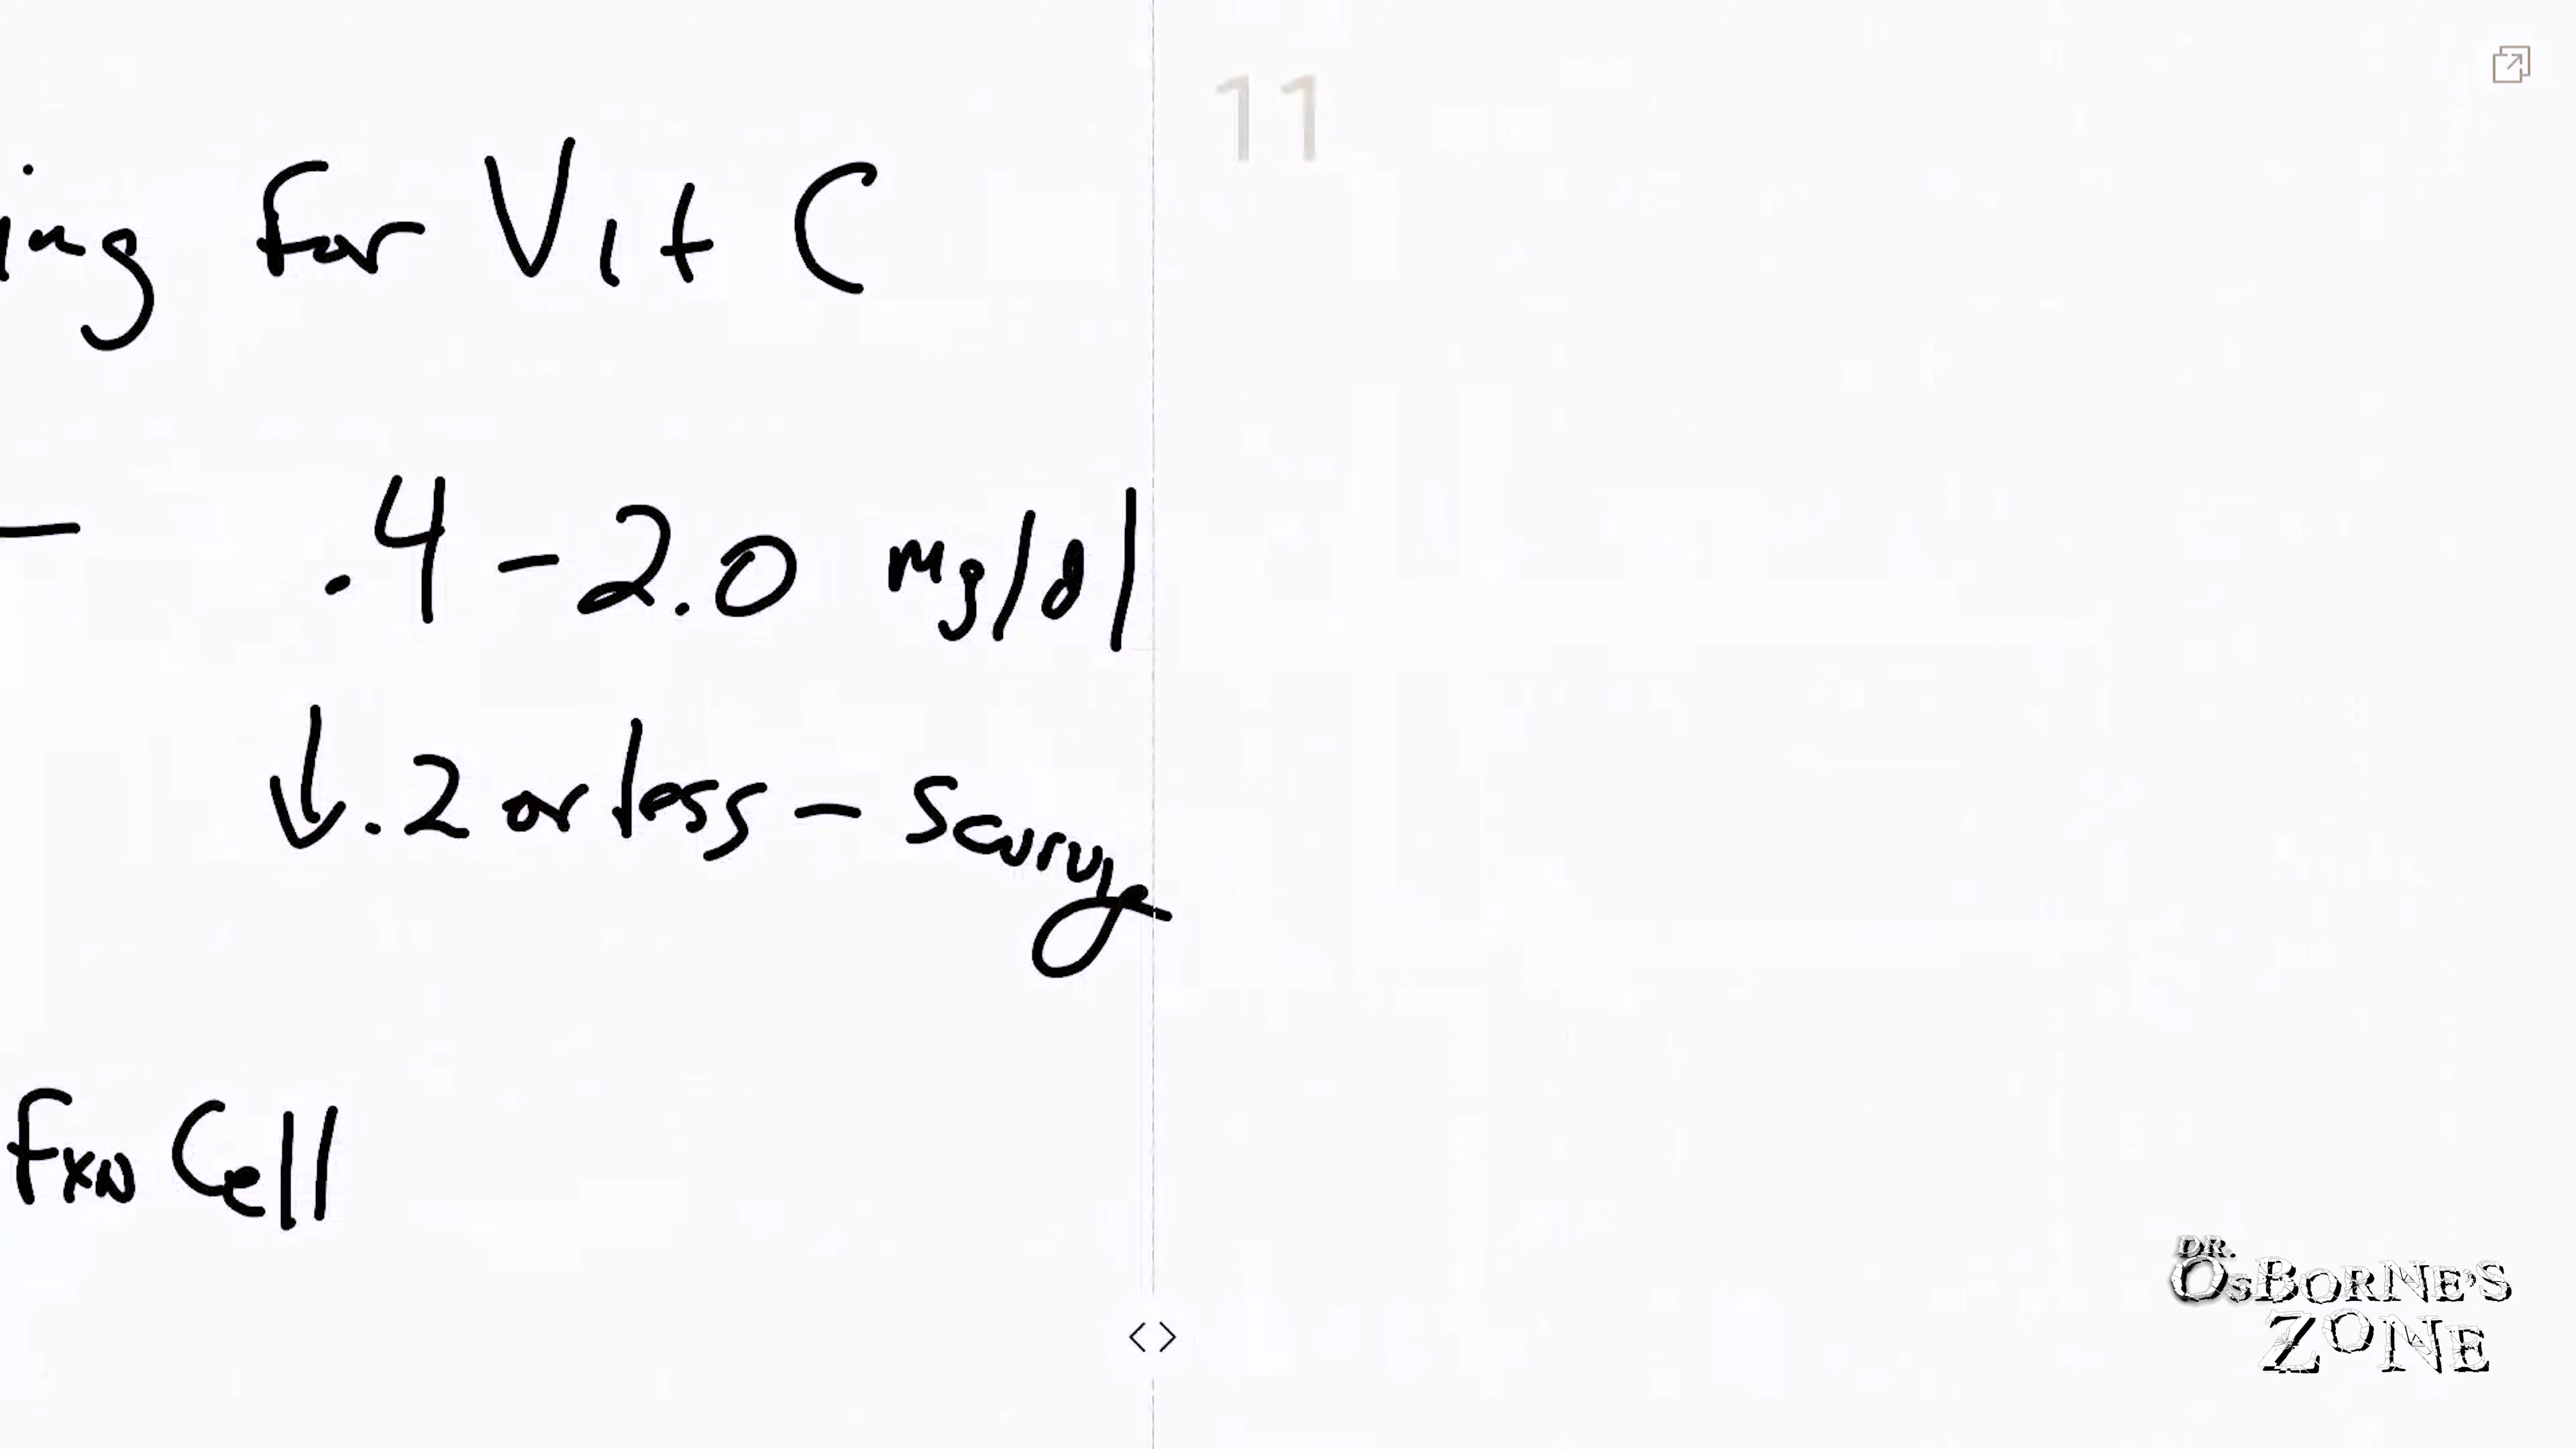 11
ing for Vit C
— .4 - 2.0 mg/dl
↓ .2 or less - Scurvy
Fxn Cell
DR.
OSBORNE'S
ZONE